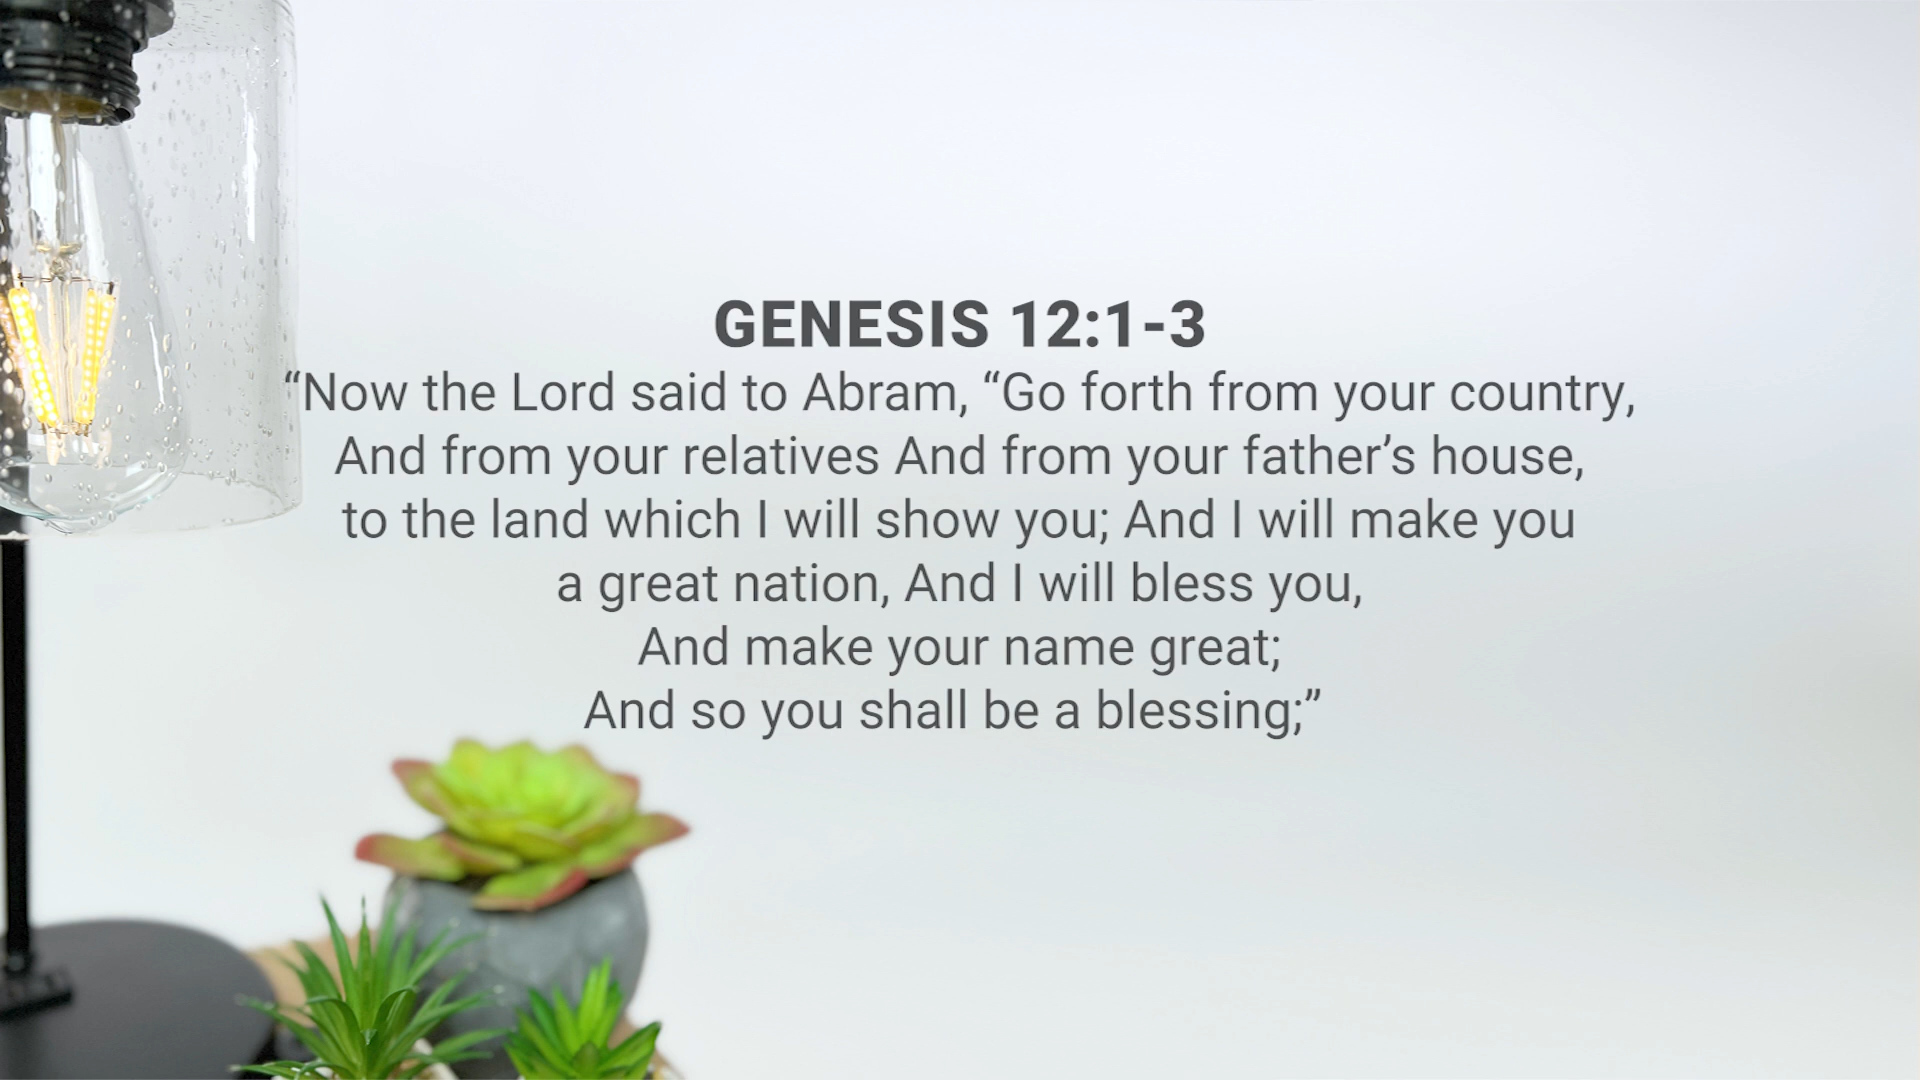 GENESIS 12:1-3
“Now the Lord said to Abram, “Go forth from your country,
And from your relatives And from your father’s house,
to the land which I will show you; And I will make you
a great nation, And I will bless you,
And make your name great;
And so you shall be a blessing;”